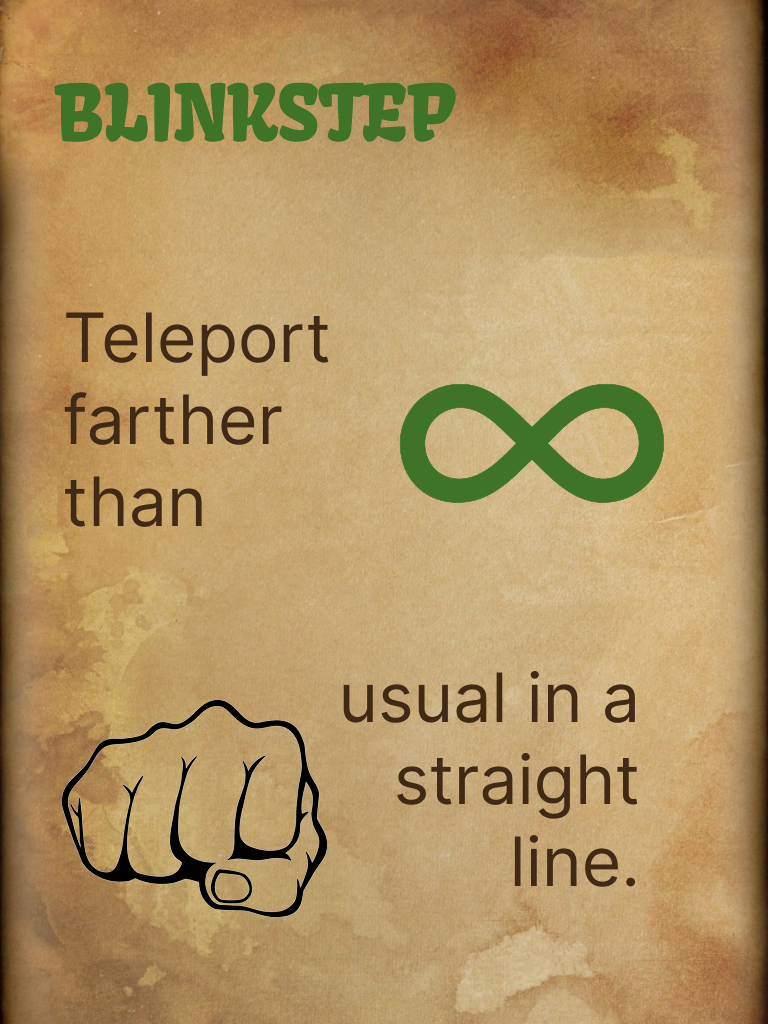 BLINKSTEP
Teleport
farther
than
usual in a
straight
line.